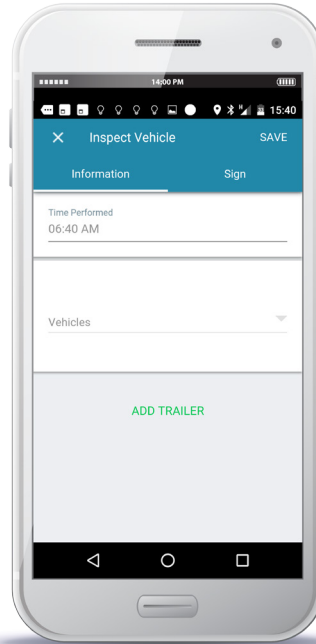 14:00 PM
15:40
Inspect Vehicle
SAVE
Information
Sign
Time Performed
06:40 AM
Vehicles
ADD TRAILER